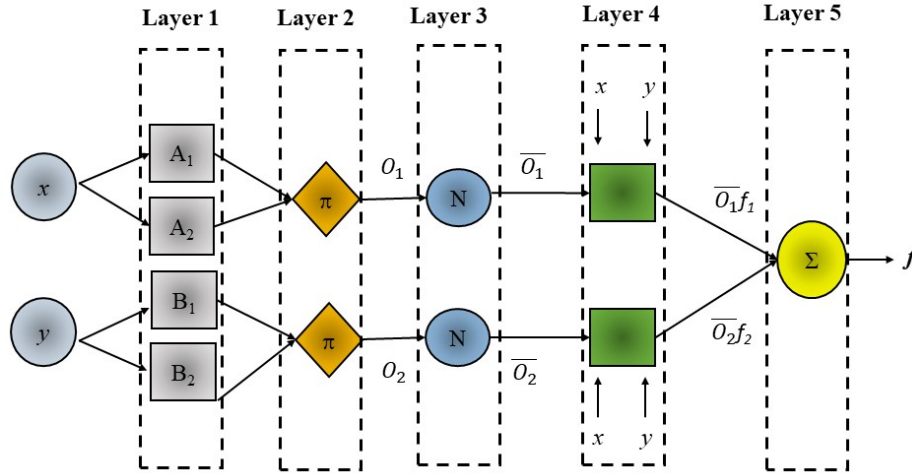 Layer 1 Layer 2 Layer 3 Layer 4 Layer 5
x y
A₁
O₁ O̅₁
x π N O̅₁f₁
A₂
Σ f
B₁
y π N O̅₂f₂
O₂ O̅₂
B₂
x y